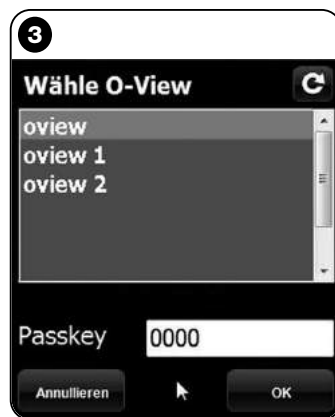 3
Wähle O-View
oview
oview 1
oview 2
Passkey 0000
Annullieren OK